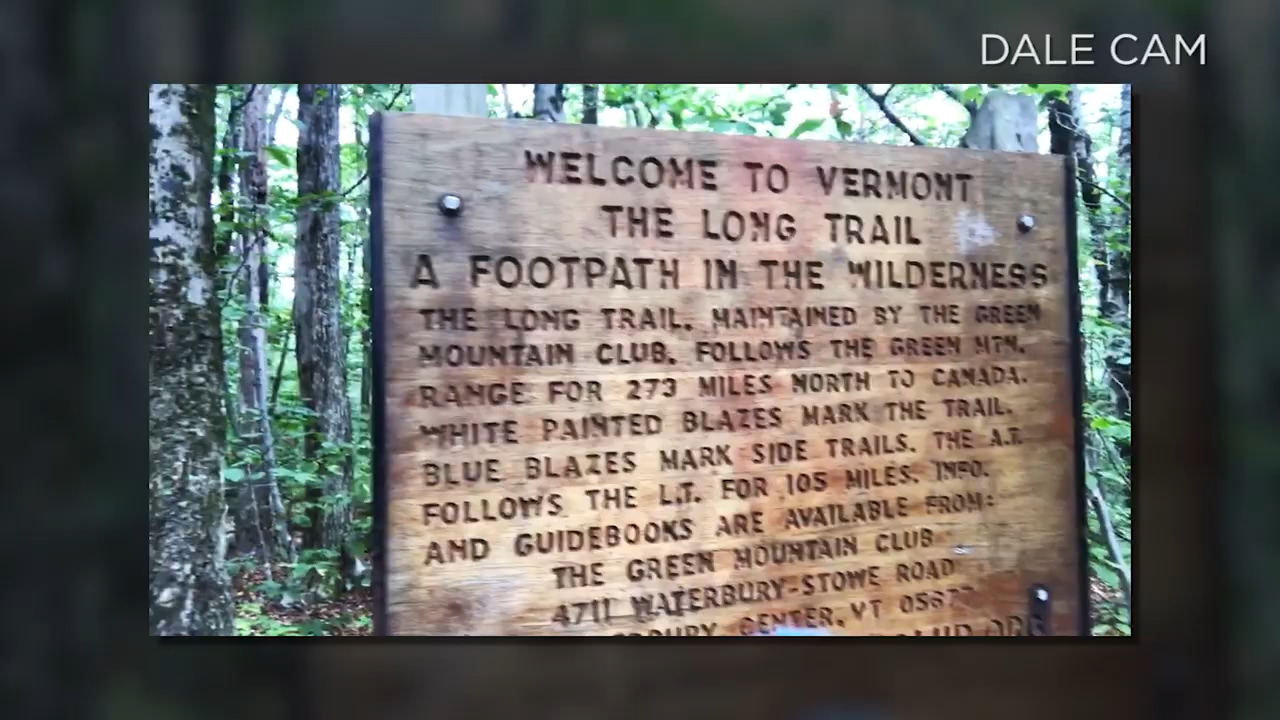 DALE CAM
WELCOME TO VERMONT
THE LONG TRAIL
A FOOTPATH IN THE WILDERNESS
THE LONG TRAIL, MAINTAINED BY THE GREEN
MOUNTAIN CLUB, FOLLOWS THE GREEN MTN.
RANGE FOR 273 MILES NORTH TO CANADA.
WHITE PAINTED BLAZES MARK THE TRAIL.
BLUE BLAZES MARK SIDE TRAILS. THE A.T.
FOLLOWS THE L.T. FOR 105 MILES. INFO.
AND GUIDEBOOKS ARE AVAILABLE FROM:
THE GREEN MOUNTAIN CLUB
4711 WATERBURY-STOWE ROAD
CENTER, VT